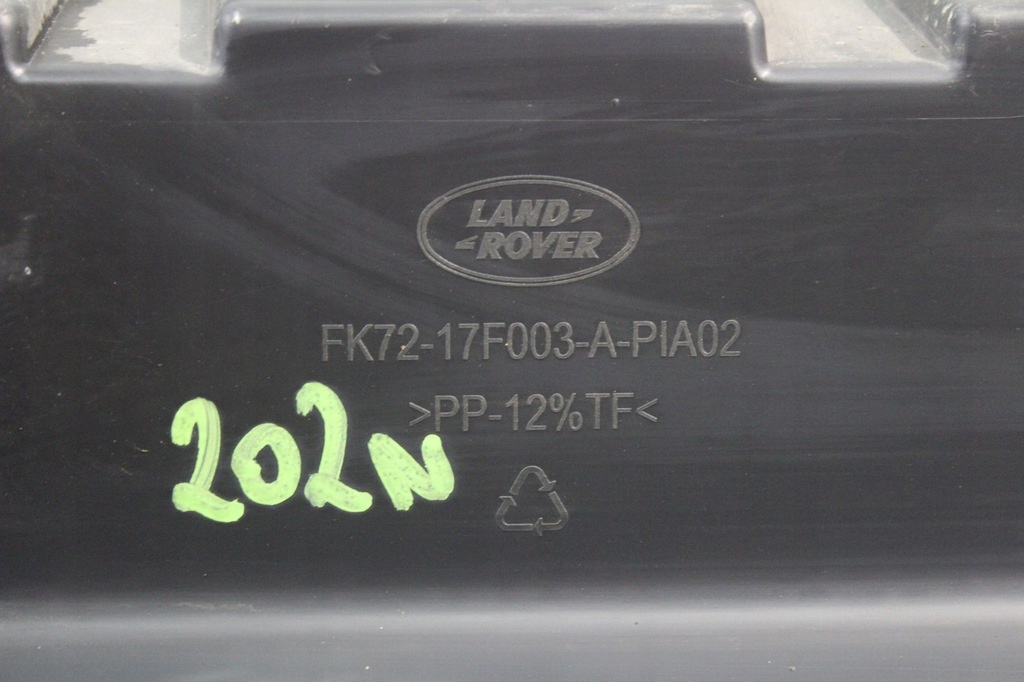 LAND
ROVER
FK72-17F003-A-PIA02
>PP-12%TF<
202N